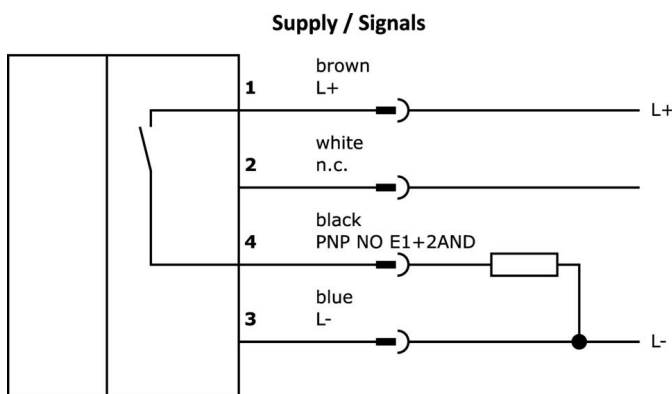 Supply / Signals
brown
1 L+
L+
white
2 n.c.
black
4 PNP NO E1+2AND
blue
3 L-
L-